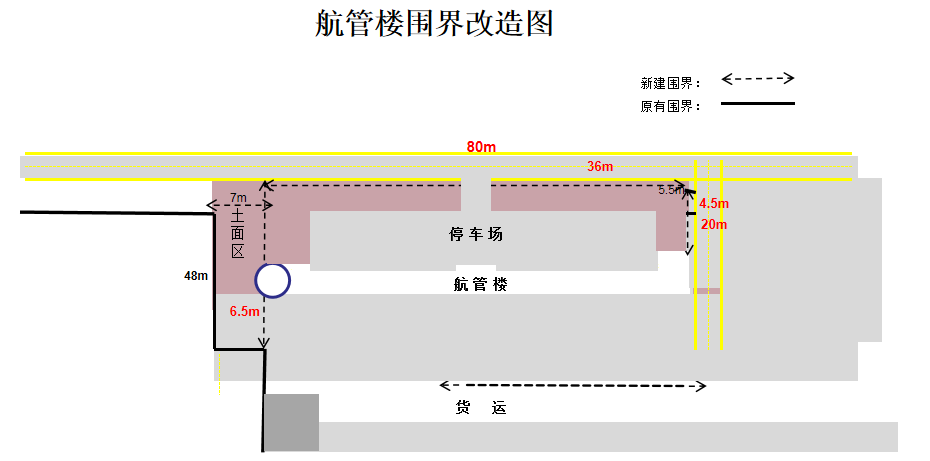 航管楼围界改造图
新建围界：
原有围界：
80m
36m
7m
5.5m
4.5m
土面区
停车场
20m
48m
航管楼
6.5m
货 运